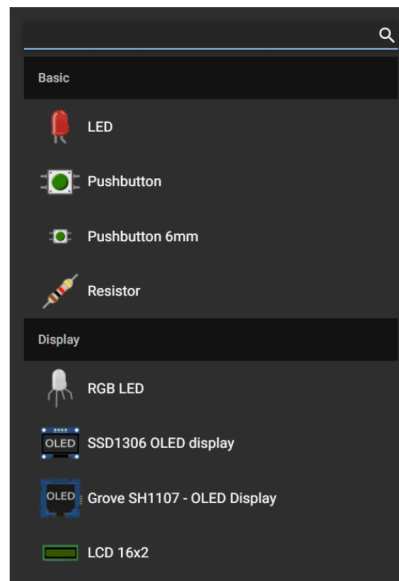 Basic
LED
Pushbutton
Pushbutton 6mm
Resistor
Display
RGB LED
OLED SSD1306 OLED display
OLED Grove SH1107 - OLED Display
LCD 16x2